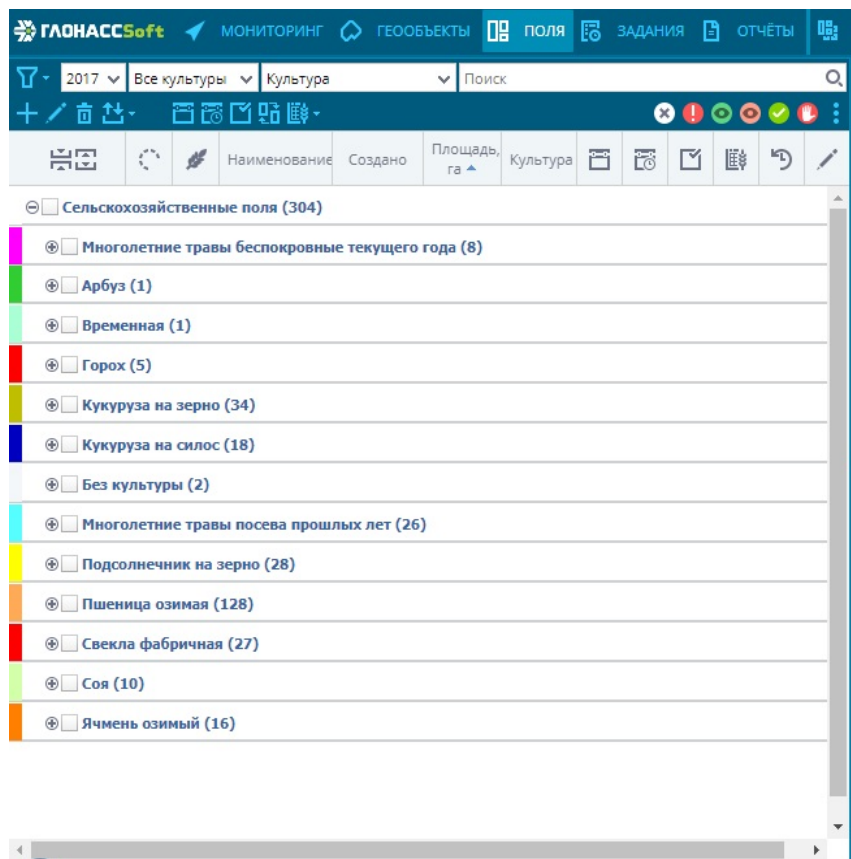 ГЛОНАССSoft МОНИТОРИНГ ГЕООБЪЕКТЫ ПОЛЯ ЗАДАНИЯ ОТЧЁТЫ
2017 Все культуры Культура Поиск
Наименование Создано Площадь, га Культура
Сельскохозяйственные поля (304)
Многолетние травы беспокровные текущего года (8)
Арбуз (1)
Временная (1)
Горох (5)
Кукуруза на зерно (34)
Кукуруза на силос (18)
Без культуры (2)
Многолетние травы посева прошлых лет (26)
Подсолнечник на зерно (28)
Пшеница озимая (128)
Свекла фабричная (27)
Соя (10)
Ячмень озимый (16)